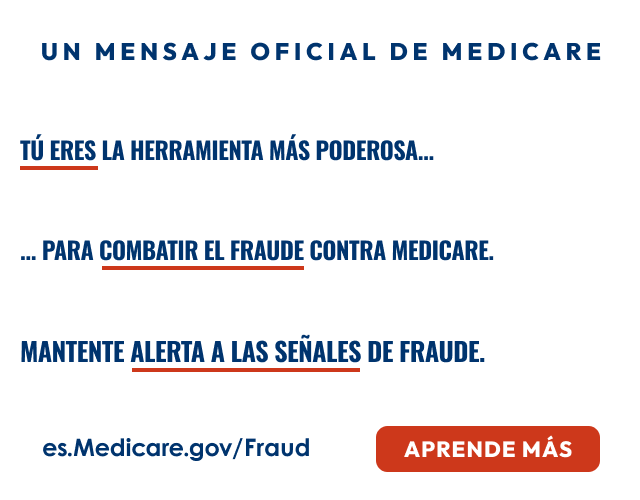 UN MENSAJE OFICIAL DE MEDICARE
TÚ ERES LA HERRAMIENTA MÁS PODEROSA...
... PARA COMBATIR EL FRAUDE CONTRA MEDICARE.
MANTENTE ALERTA A LAS SEÑALES DE FRAUDE.
es.Medicare.gov/Fraud
APRENDE MÁS